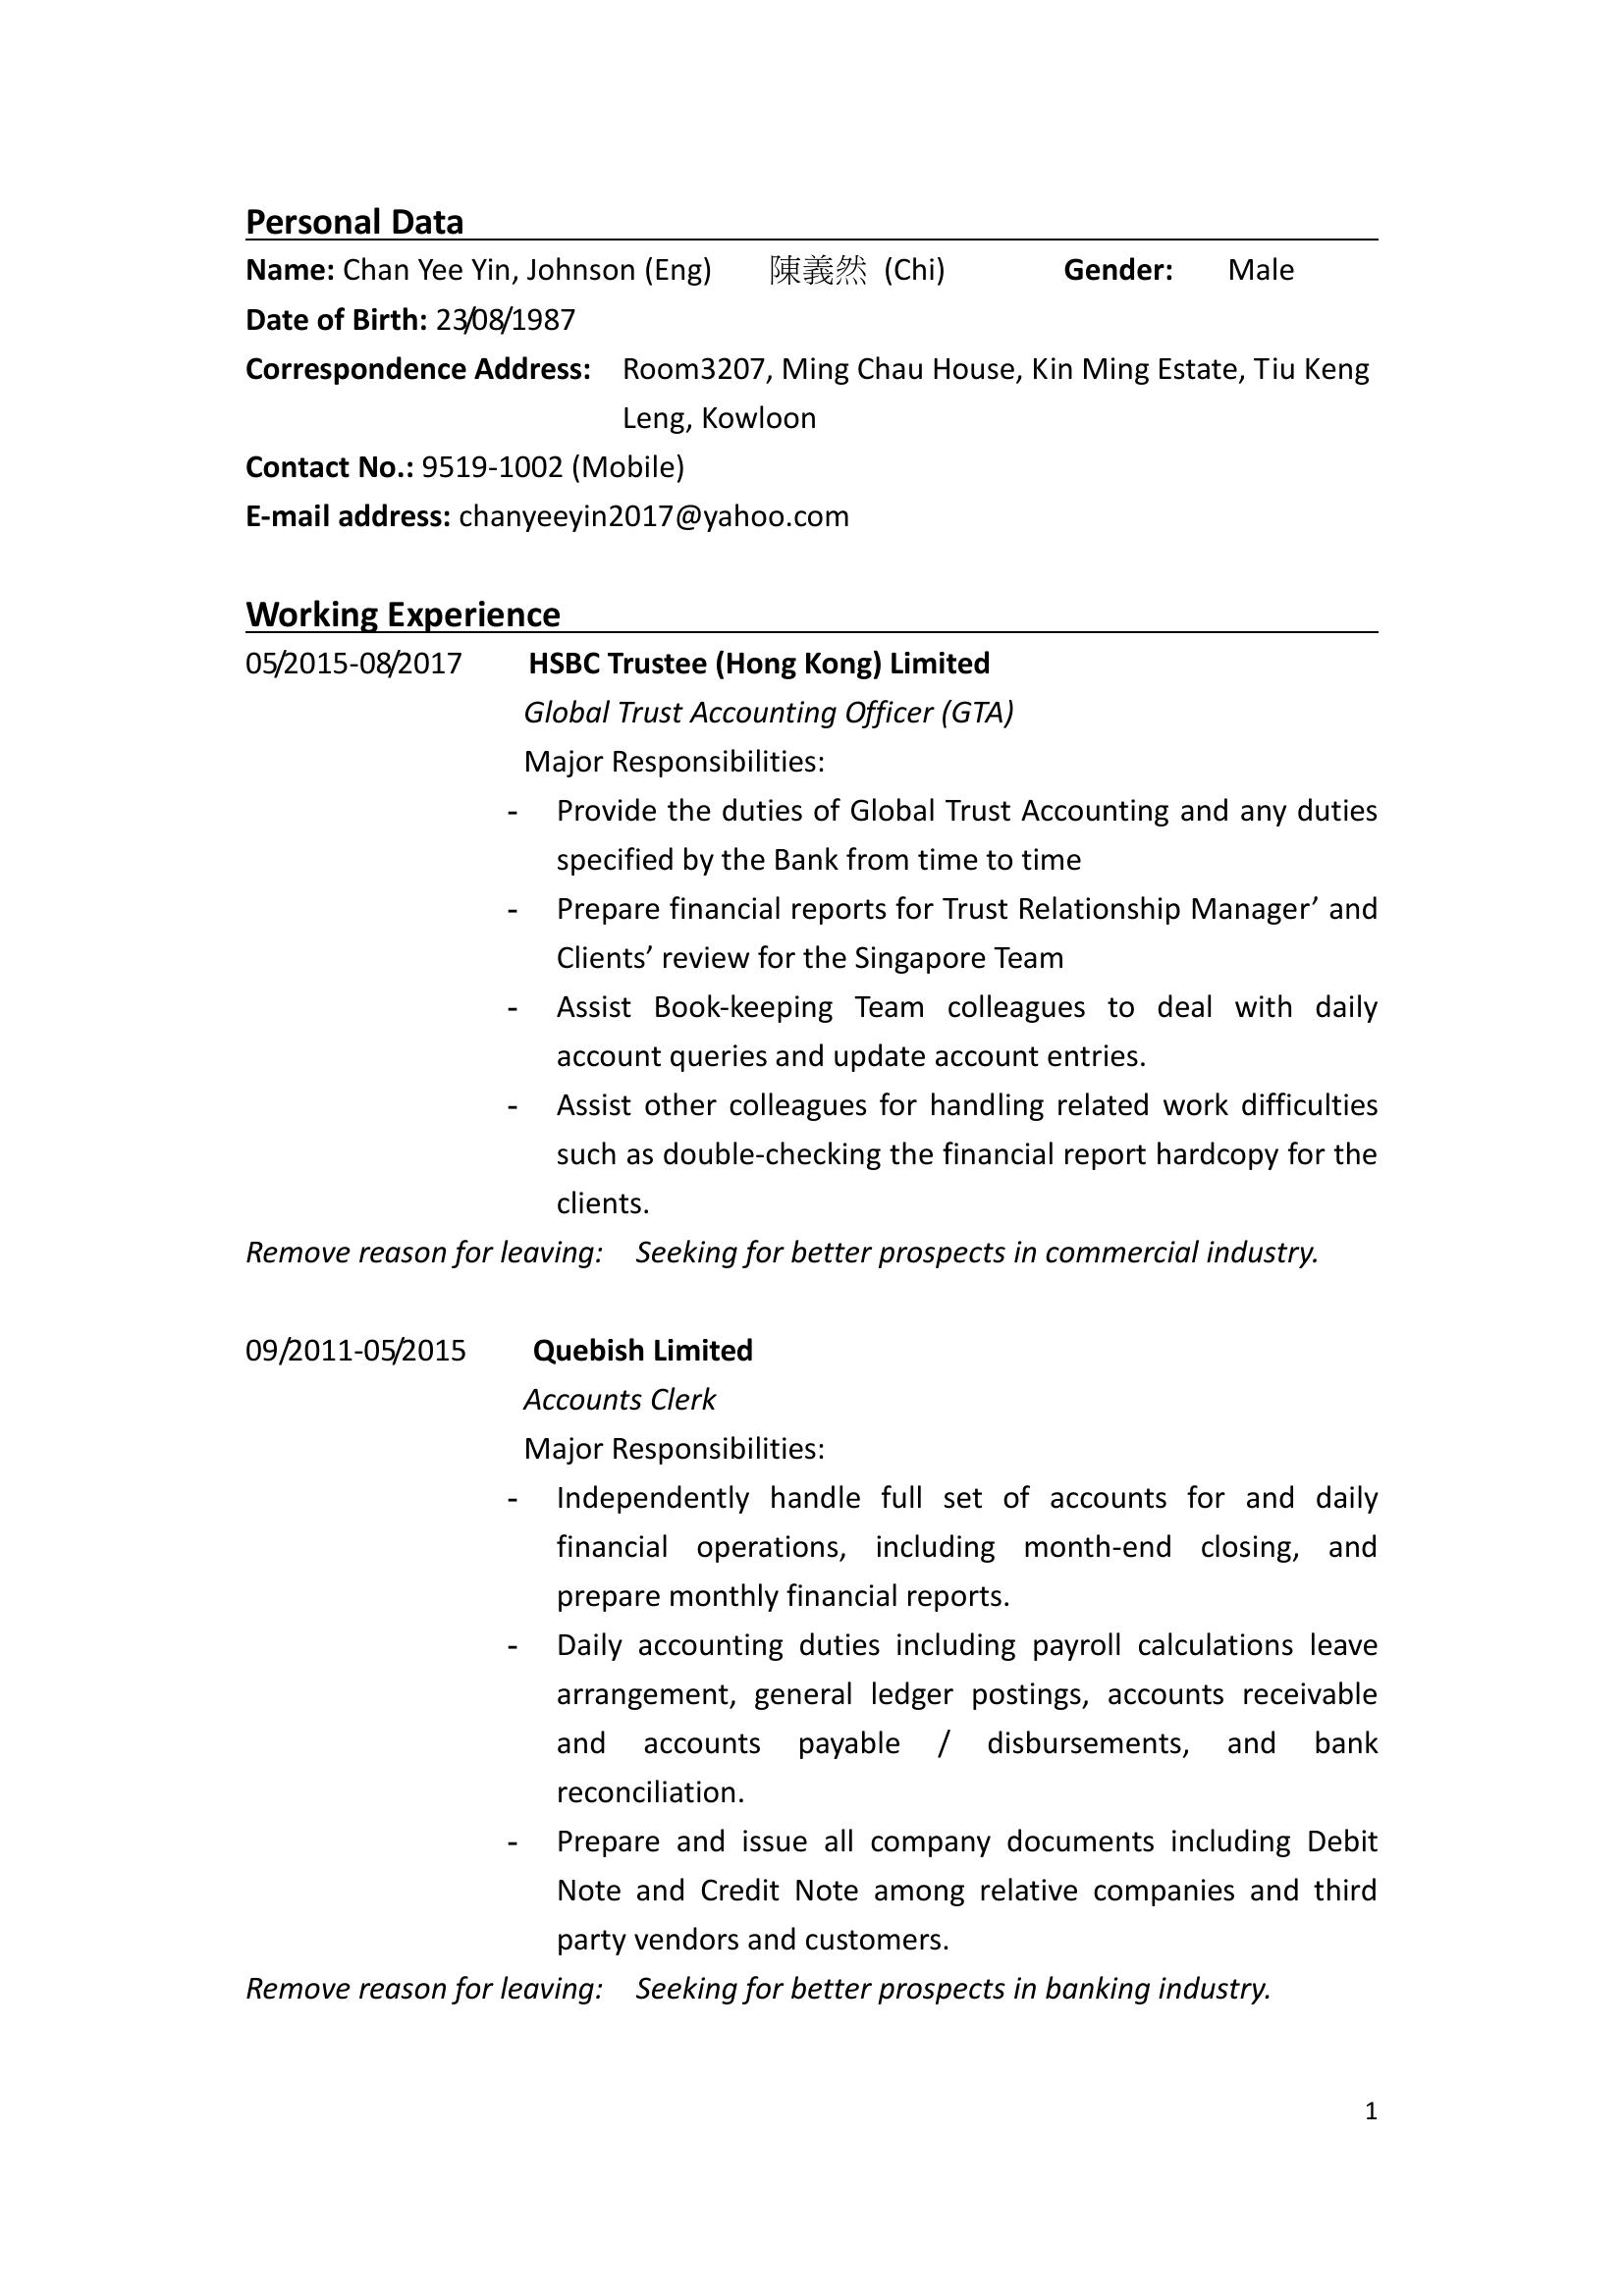 Personal Data
Name: Chan Yee Yin, Johnson (Eng) 陳義然 (Chi) Gender: Male
Date of Birth: 23/08/1987
Correspondence Address: Room3207, Ming Chau House, Kin Ming Estate, Tiu Keng
Leng, Kowloon
Contact No.: 9519-1002 (Mobile)
E-mail address: chanyeeyin2017@yahoo.com
Working Experience
05/2015-08/2017 HSBC Trustee (Hong Kong) Limited
Global Trust Accounting Officer (GTA)
Major Responsibilities:
- Provide the duties of Global Trust Accounting and any duties
specified by the Bank from time to time
- Prepare financial reports for Trust Relationship Manager’ and
Clients’ review for the Singapore Team
- Assist Book-keeping Team colleagues to deal with daily
account queries and update account entries.
- Assist other colleagues for handling related work difficulties
such as double-checking the financial report hardcopy for the
clients.
Remove reason for leaving: Seeking for better prospects in commercial industry.
09/2011-05/2015 Quebish Limited
Accounts Clerk
Major Responsibilities:
- Independently handle full set of accounts for and daily
financial operations, including month-end closing, and
prepare monthly financial reports.
- Daily accounting duties including payroll calculations leave
arrangement, general ledger postings, accounts receivable
and accounts payable / disbursements, and bank
reconciliation.
- Prepare and issue all company documents including Debit
Note and Credit Note among relative companies and third
party vendors and customers.
Remove reason for leaving: Seeking for better prospects in banking industry.
1